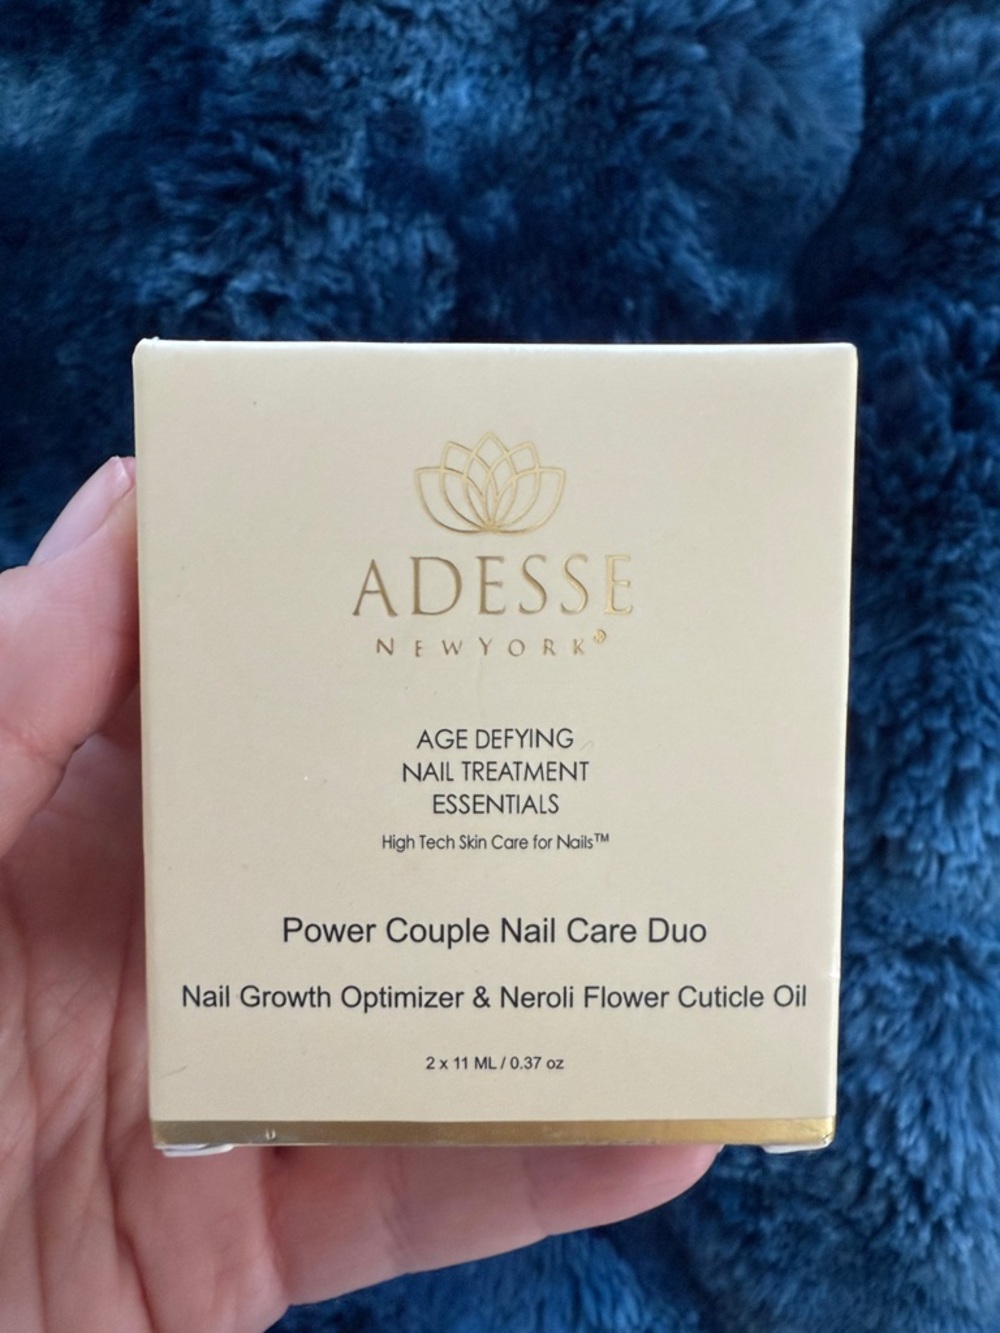 ADESSE
NEWYORK®
AGE DEFYING
NAIL TREATMENT
ESSENTIALS
High Tech Skin Care for Nails™
Power Couple Nail Care Duo
Nail Growth Optimizer & Neroli Flower Cuticle Oil
2 x 11 ML / 0.37 oz